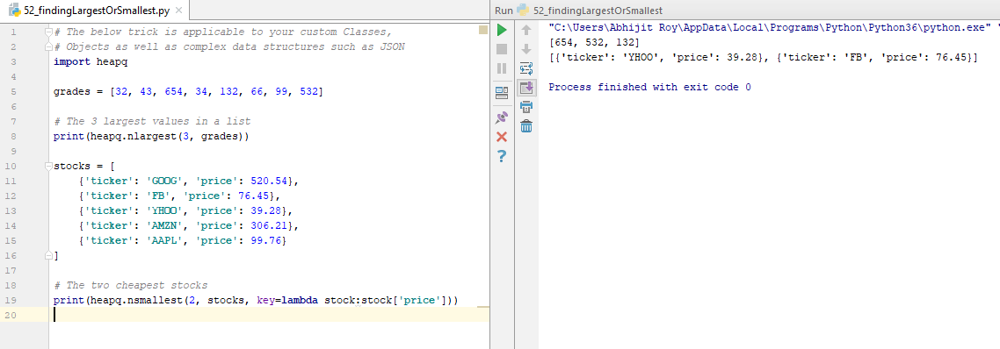 52_findingLargestOrSmallest.py
1 # The below trick is applicable to your custom Classes,
2 # Objects as well as complex data structures such as JSON
3 import heapq
4
5 grades = [32, 43, 654, 34, 132, 66, 99, 532]
6
7 # The 3 largest values in a list
8 print(heapq.nlargest(3, grades))
9
10 stocks = [
11 {'ticker': 'GOOG', 'price': 520.54},
12 {'ticker': 'FB', 'price': 76.45},
13 {'ticker': 'YHOO', 'price': 39.28},
14 {'ticker': 'AMZN', 'price': 306.21},
15 {'ticker': 'AAPL', 'price': 99.76}
16 ]
17
18 # The two cheapest stocks
19 print(heapq.nsmallest(2, stocks, key=lambda stock:stock['price']))
20
Run 52_findingLargestOrSmallest
"C:\Users\Abhijit Roy\AppData\Local\Programs\Python\Python36\python.exe" "
[654, 532, 132]
[{'ticker': 'YHOO', 'price': 39.28}, {'ticker': 'FB', 'price': 76.45}]
Process finished with exit code 0